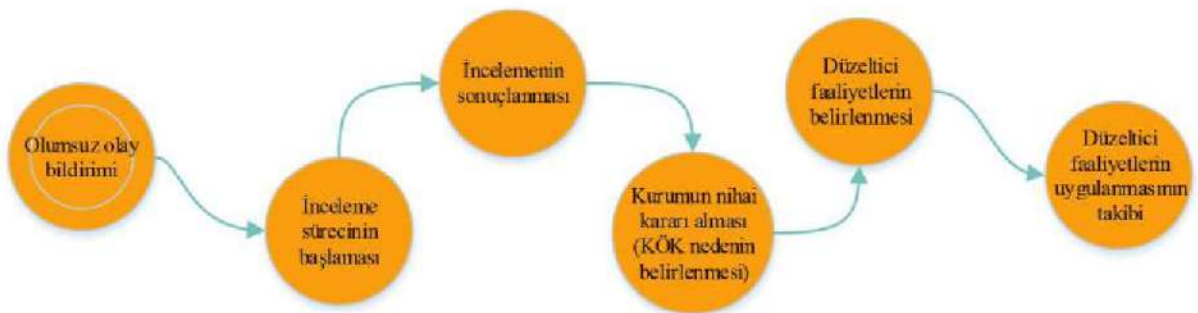 Olumsuz olay
bildirimi
İnceleme
sürecinin
başlaması
İncelemenin
sonuçlanması
Kurumun nihai
kararı alması
(KÖK nedenin
belirlenmesi)
Düzeltici
faaliyetlerin
belirlenmesi
Düzeltici
faaliyetlerin
uygulanmasının
takibi